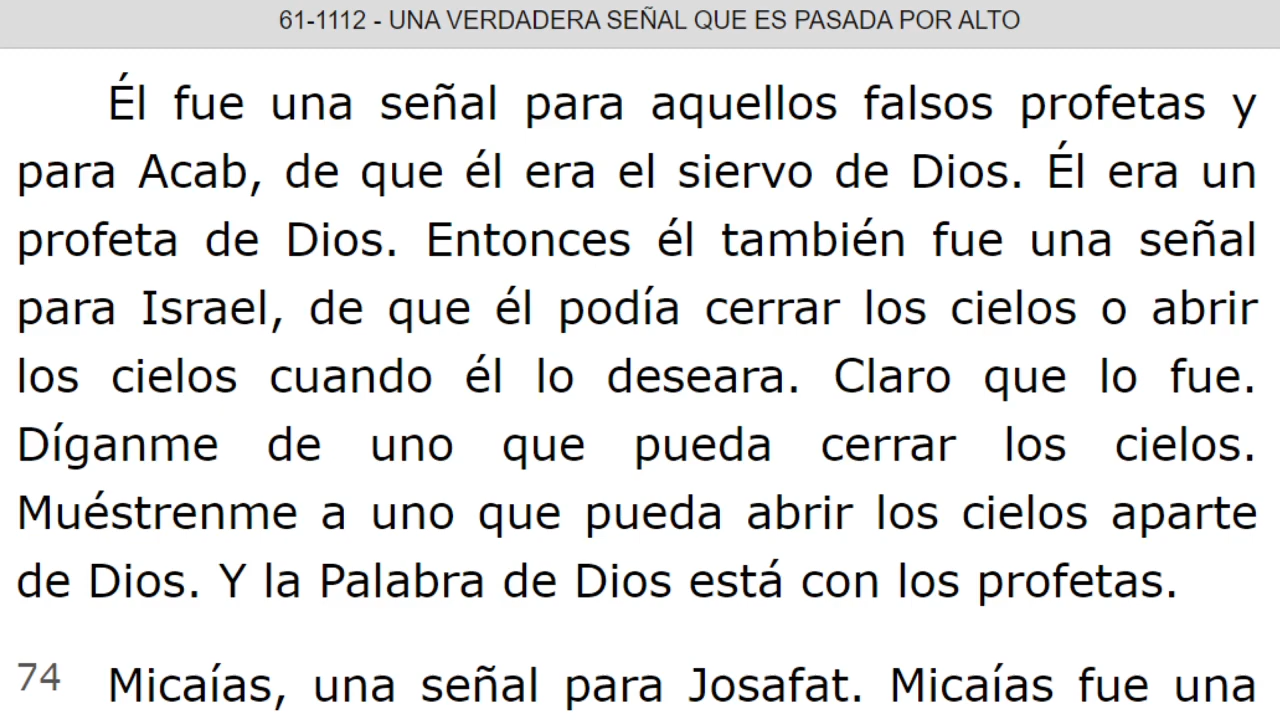 61-1112 - UNA VERDADERA SEÑAL QUE ES PASADA POR ALTO
Él fue una señal para aquellos falsos profetas y
para Acab, de que él era el siervo de Dios. Él era un
profeta de Dios. Entonces él también fue una señal
para Israel, de que él podía cerrar los cielos o abrir
los cielos cuando él lo deseara. Claro que lo fue.
Díganme de uno que pueda cerrar los cielos.
Muéstrenme a uno que pueda abrir los cielos aparte
de Dios. Y la Palabra de Dios está con los profetas.
74 Micaías, una señal para Josafat. Micaías fue una